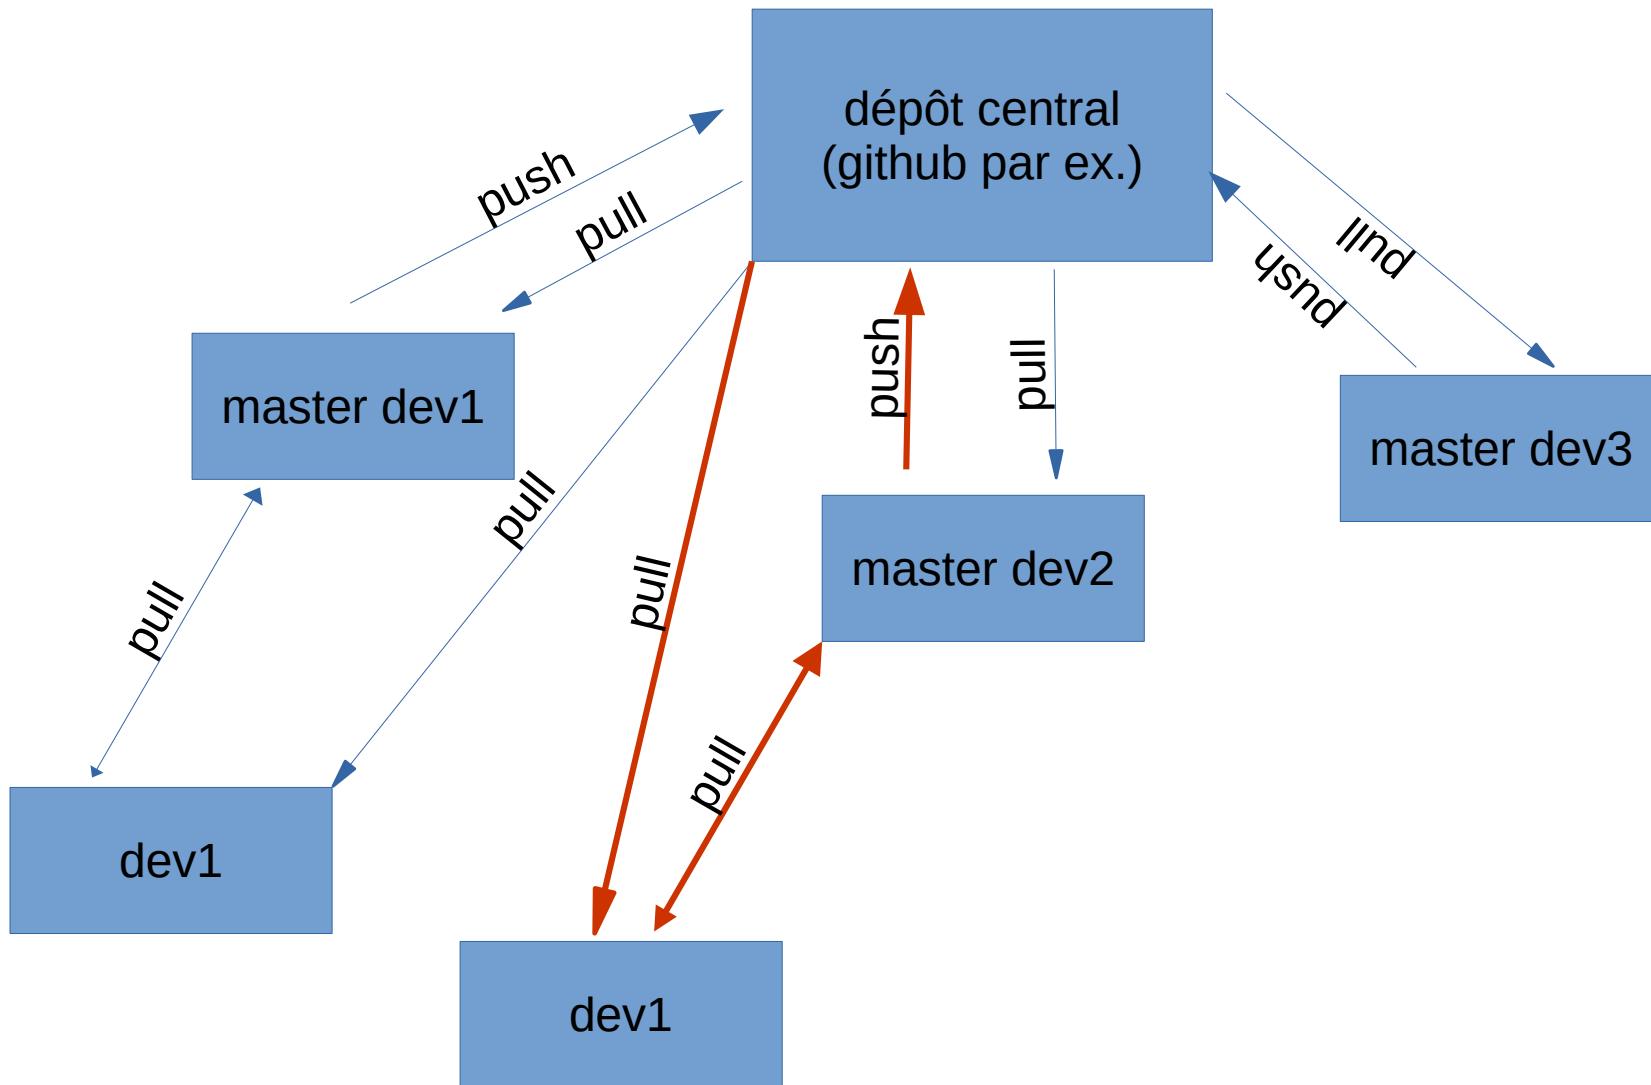 dépôt central
(github par ex.)
push
pull
pull
push
master dev1
push
pull
master dev3
pull
pull
master dev2
pull
pull
dev1
dev1